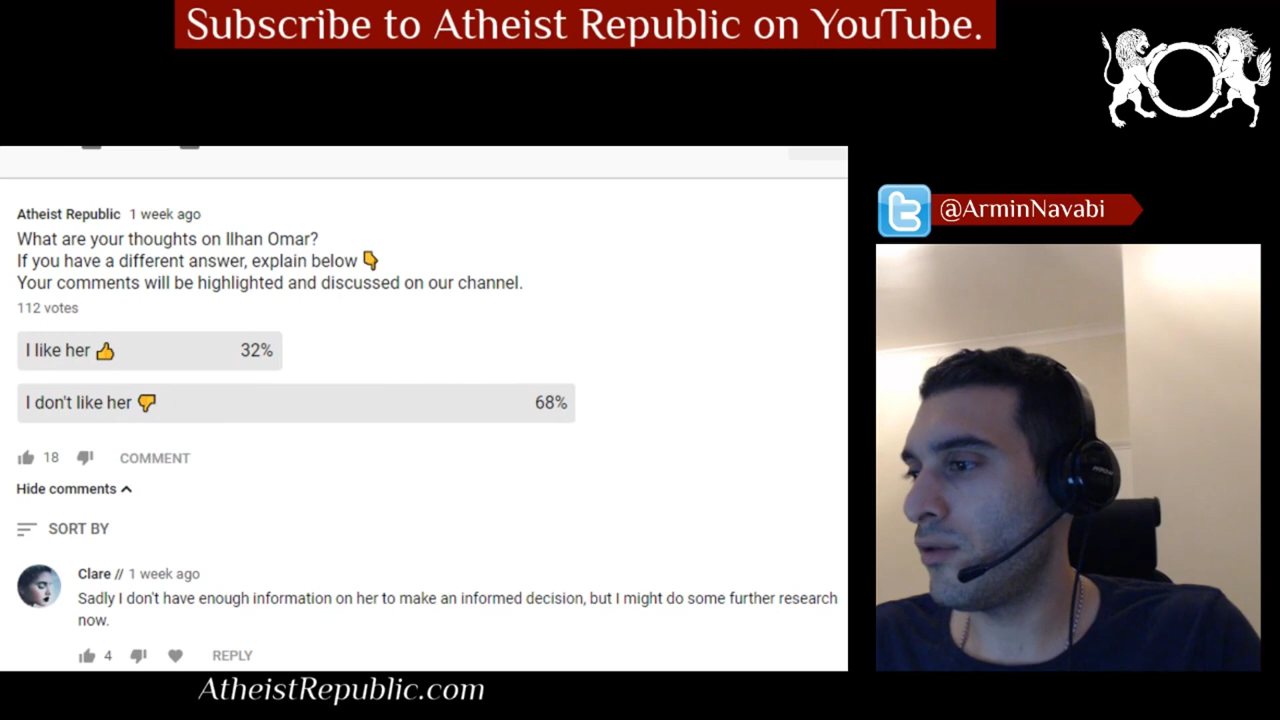 Subscribe to Atheist Republic on YouTube.
@ArminNavabi
Atheist Republic 1 week ago
What are your thoughts on Ilhan Omar?
If you have a different answer, explain below 👇
Your comments will be highlighted and discussed on our channel.
112 votes
I like her 👍 32%
I don't like her 👎 68%
18 COMMENT
Hide comments
SORT BY
Clare // 1 week ago
Sadly I don't have enough information on her to make an informed decision, but I might do some further research
now.
4 REPLY
AtheistRepublic.com